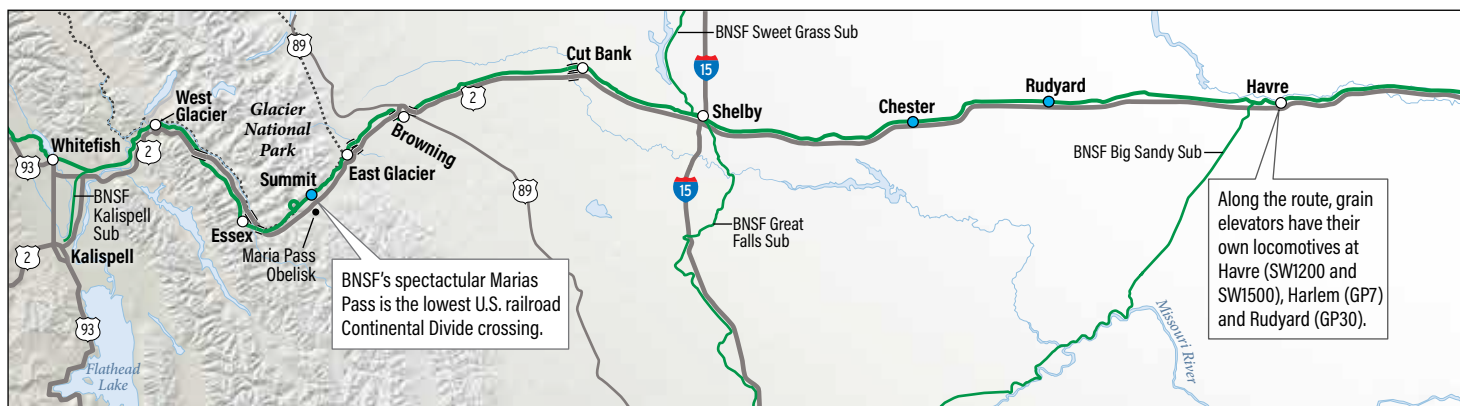 89
BNSF Sweet Grass Sub
Cut Bank
15
West
Glacier
Glacier
National
Park
2
Rudyard
Havre
Chester
Shelby
Browning
Whitefish
2
93
East Glacier
Summit
BNSF Big Sandy Sub
BNSF
Kalispell
Sub
89
15
Along the route, grain
elevators have their
own locomotives at
Havre (SW1200 and
SW1500), Harlem (GP7)
and Rudyard (GP30).
Essex
BNSF Great
Falls Sub
2
Kalispell
Maria Pass
Obelisk
BNSF's spectactular Marias
Pass is the lowest U.S. railroad
Continental Divide crossing.
93
Missouri River
Flathead
Lake